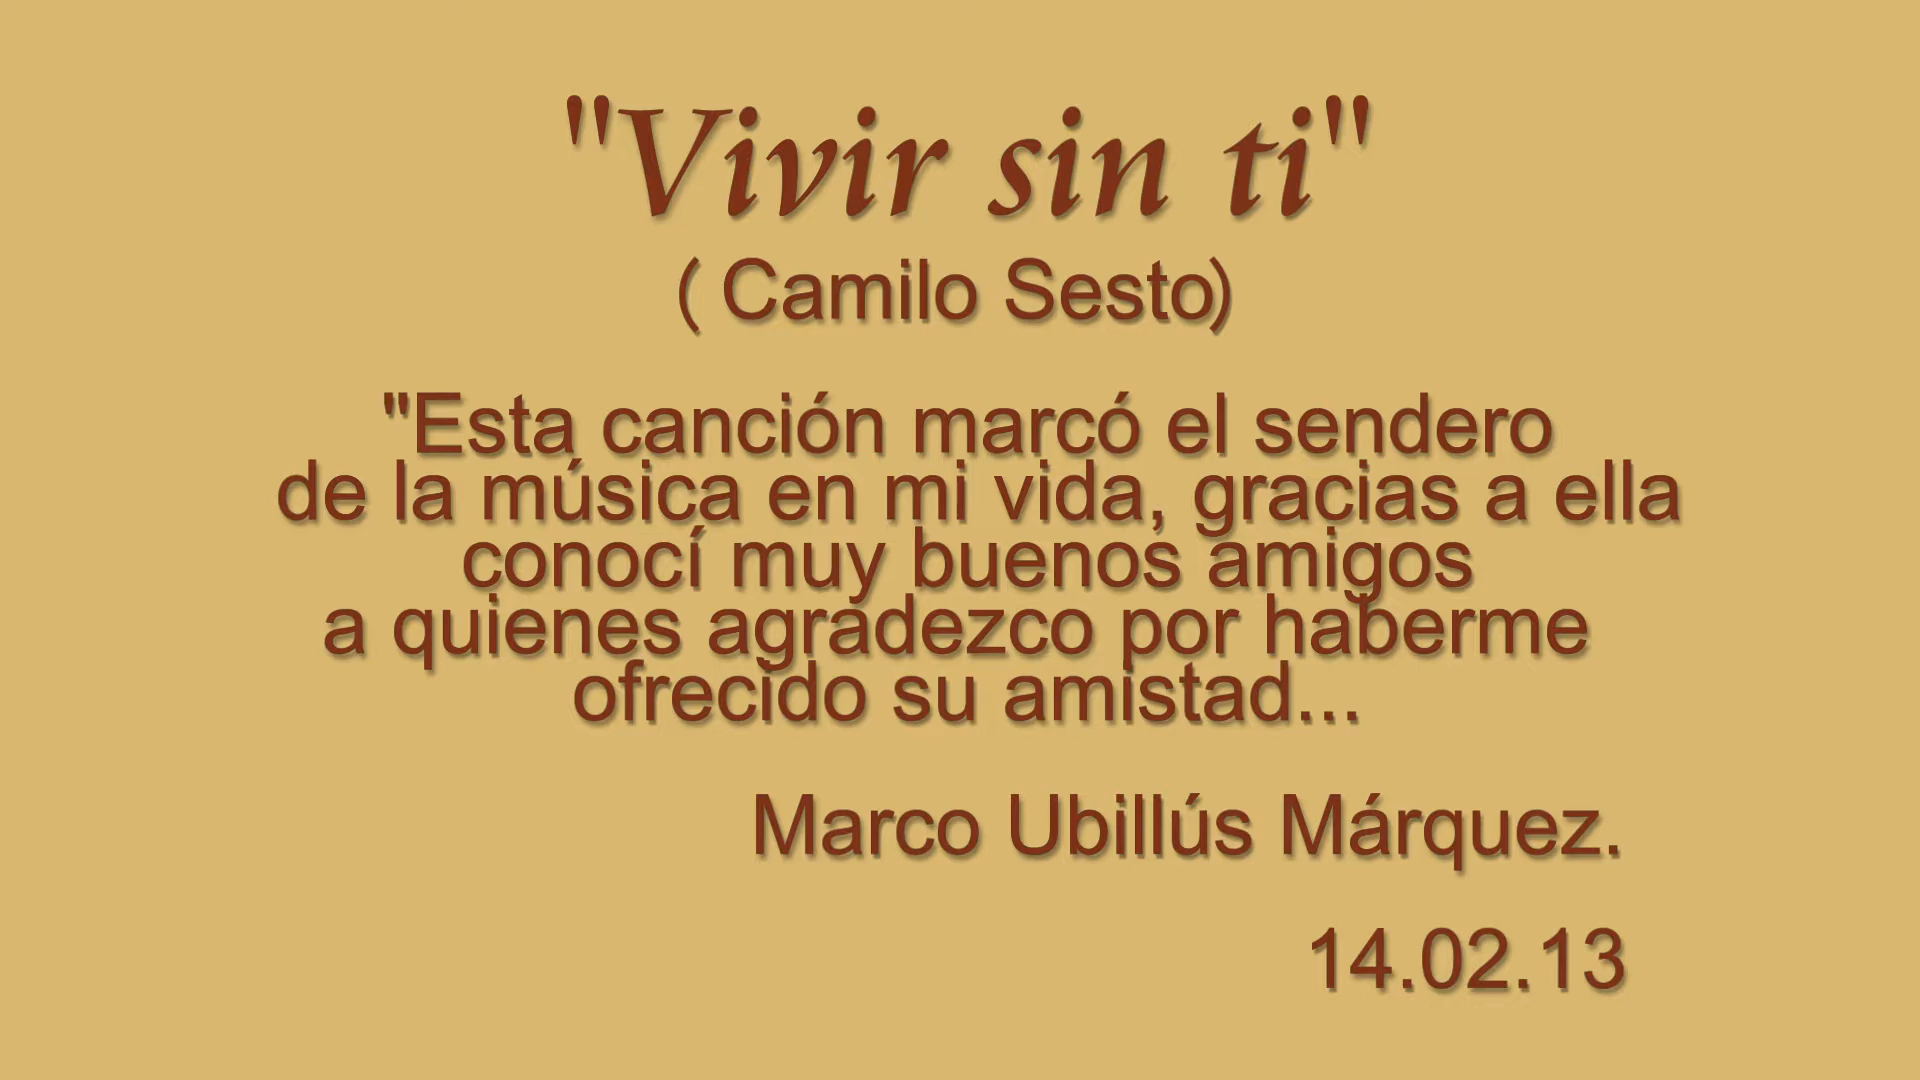 "Vivir sin ti"
( Camilo Sesto)
"Esta canción marcó el sendero
de la música en mi vida, gracias a ella
conocí muy buenos amigos
a quienes agradezco por haberme
ofrecido su amistad...
Marco Ubillús Márquez.
14.02.13